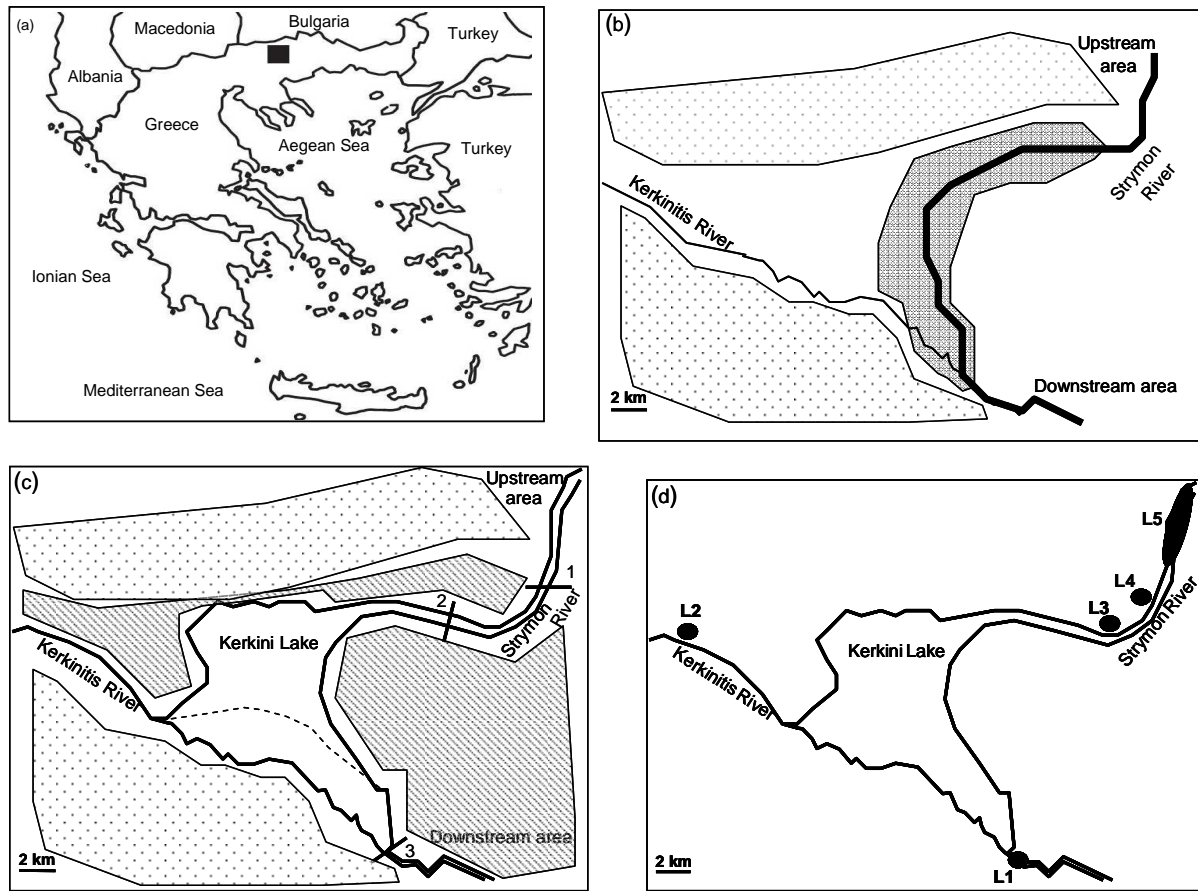 (a)
Macedonia
Bulgaria
Turkey
Albania
Greece
Aegean Sea
Turkey
Ionian Sea
Mediterranean Sea
(b)
Upstream
area
Strymon
River
Kerkinitis River
Downstream area
2 km
(c)
Upstream
area
1
2
Strymon
River
Kerkini Lake
Kerkinitis River
Downstream area
3
2 km
(d)
L5
L4
L3
L2
Strymon River
Kerkini Lake
Kerkinitis River
L1
2 km